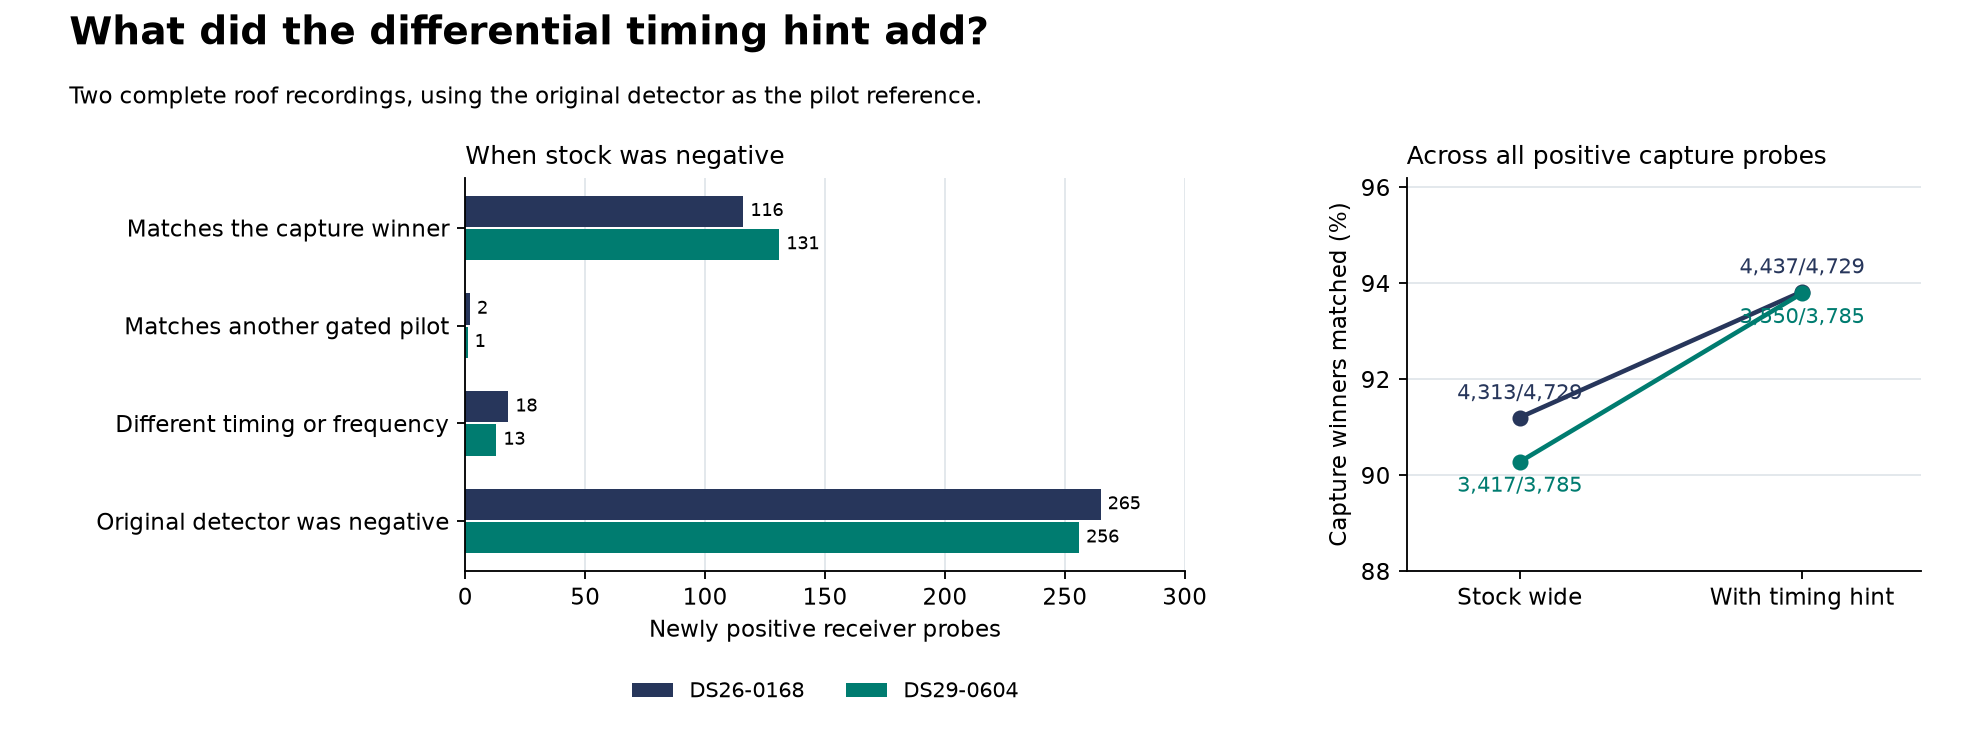 What did the differential timing hint add?
Two complete roof recordings, using the original detector as the pilot reference.
When stock was negative
Matches the capture winner
116
131
Matches another gated pilot
2
1
Different timing or frequency
18
13
Original detector was negative
265
256
0 50 100 150 200 250 300
Newly positive receiver probes
DS26-0168 DS29-0604
Across all positive capture probes
Capture winners matched (%)
96
94
92
90
88
4,437/4,729
3,550/3,785
4,313/4,729
3,417/3,785
Stock wide With timing hint